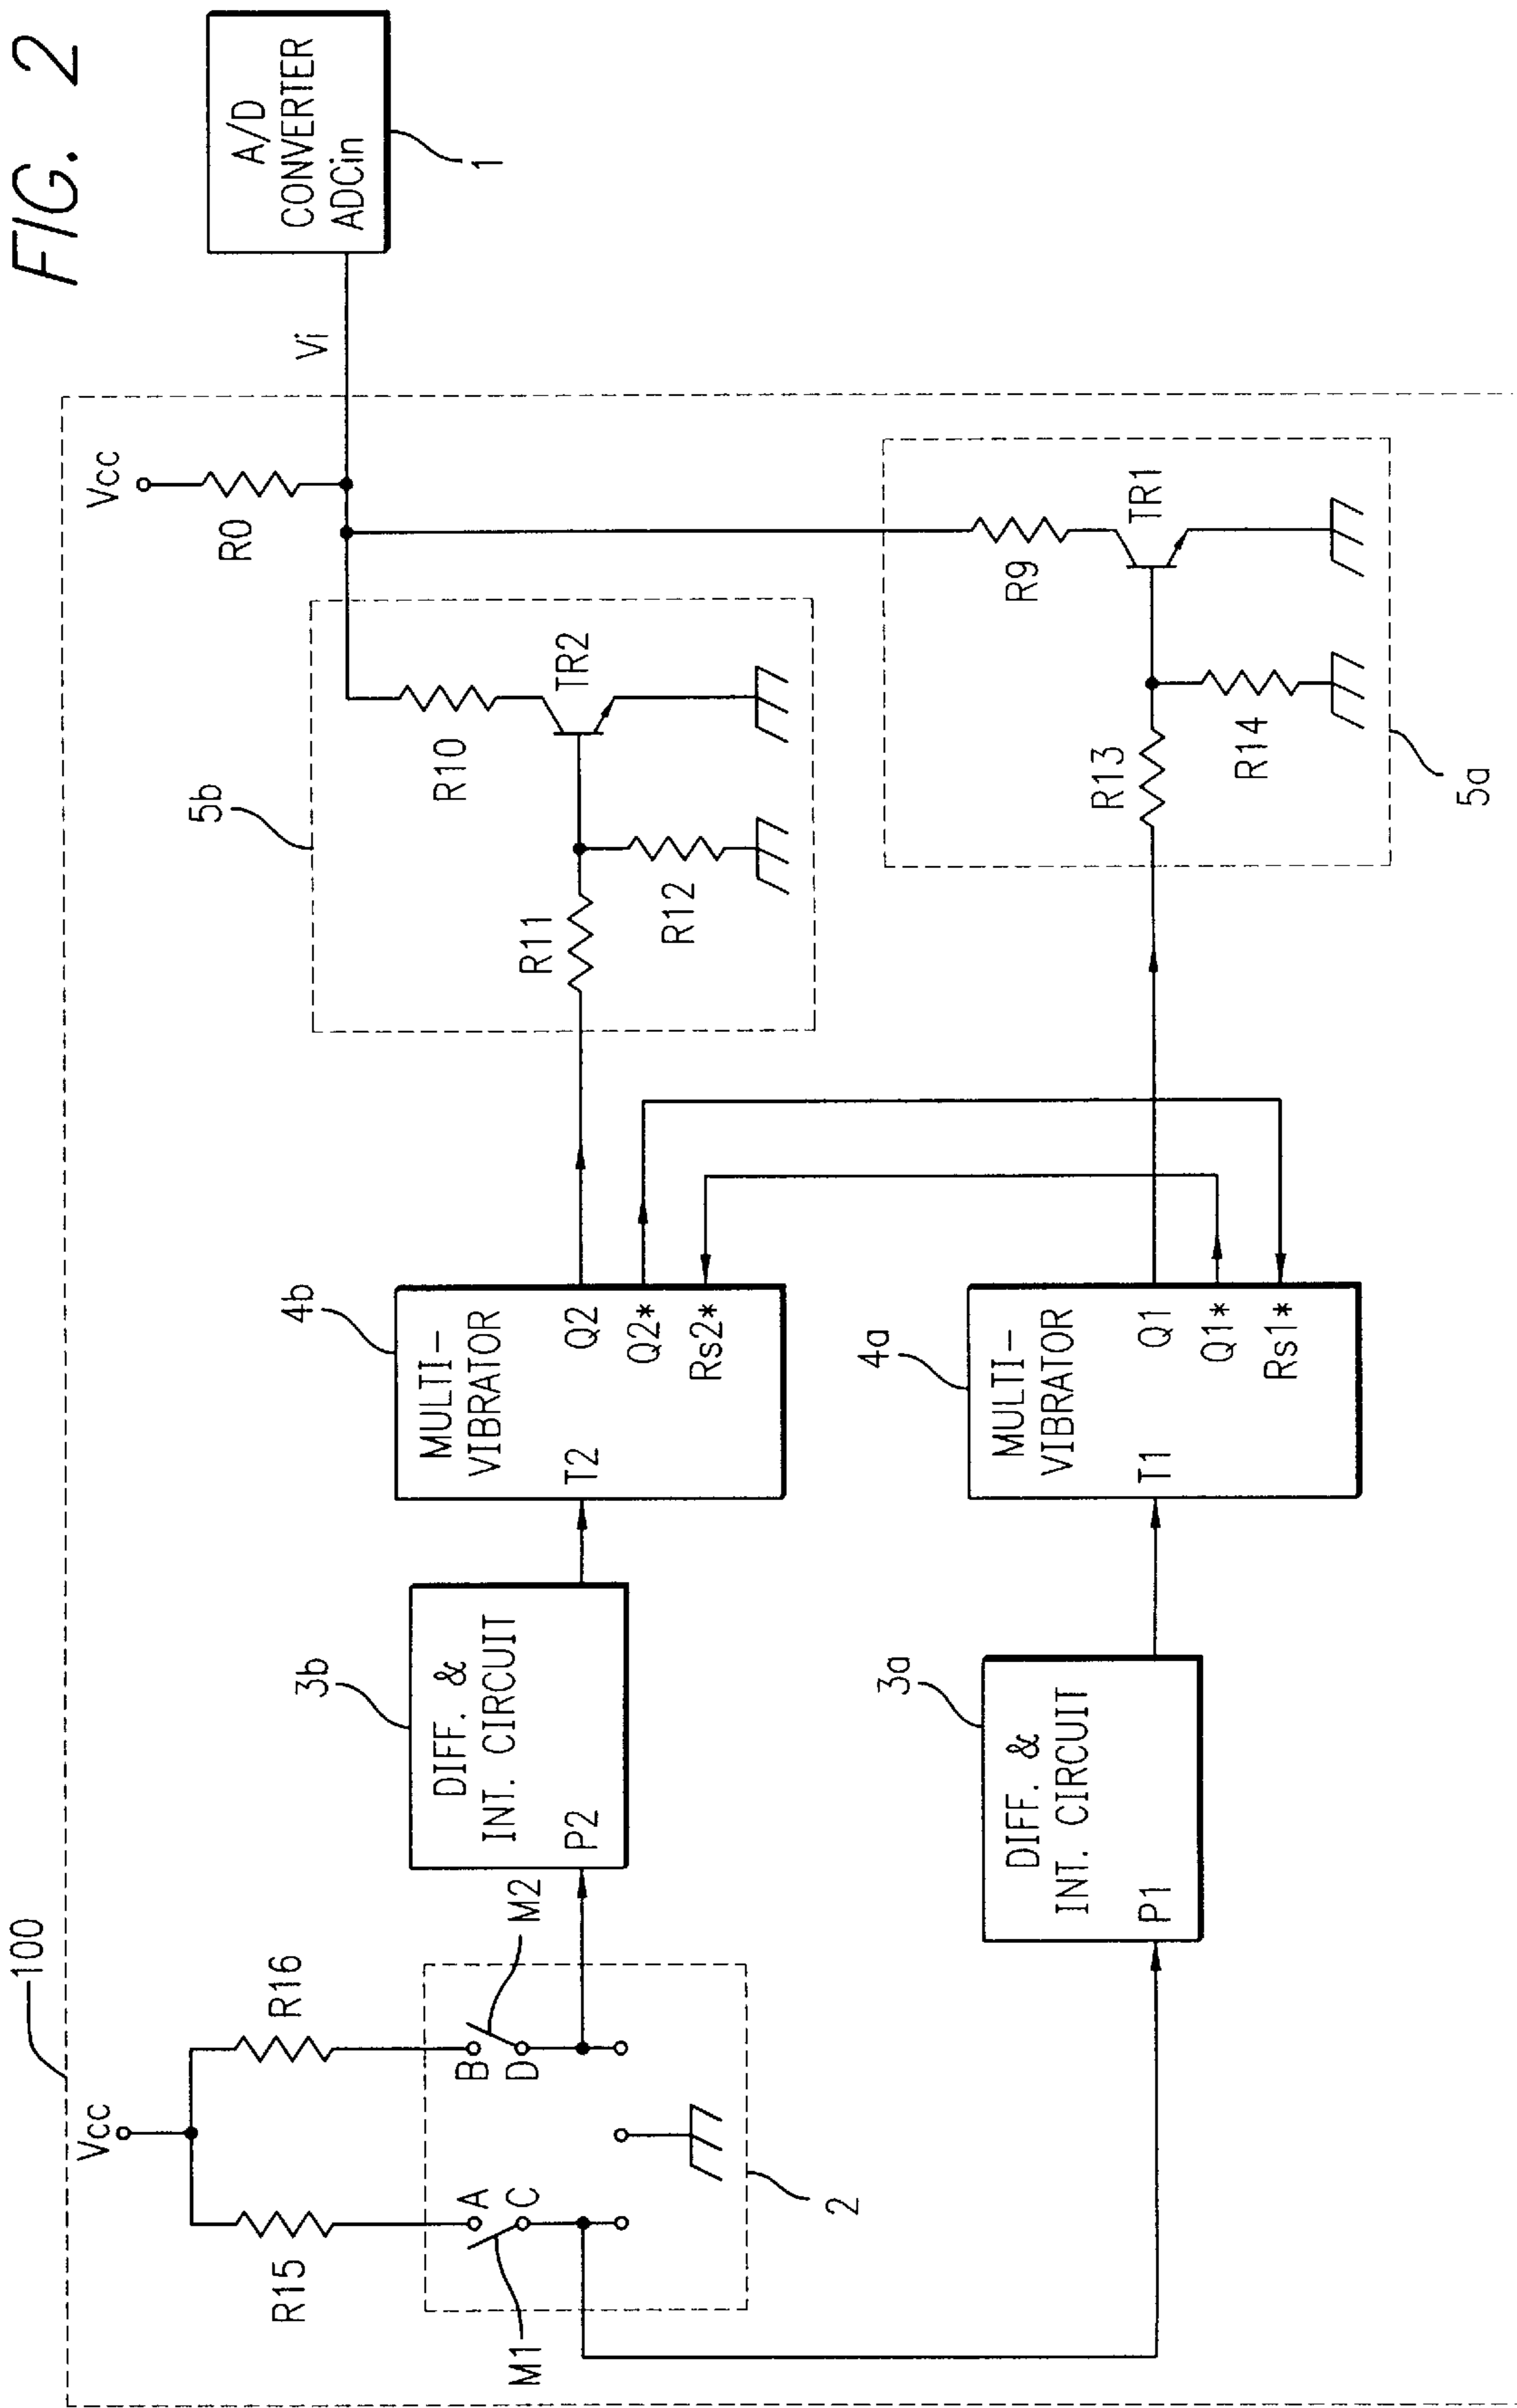 FIG. 2
100
Vcc
R15
R16
A
B
C
D
M1
M2
2
3b
DIFF. &
INT. CIRCUIT
P2
3a
DIFF. &
INT. CIRCUIT
P1
4b
MULTI-
VIBRATOR
T2
Q2
Q2*
Rs2*
4a
MULTI-
VIBRATOR
T1
Q1
Q1*
Rs1*
5b
R11
R12
R10
TR2
5a
R13
R14
R9
TR1
Vcc
R0
Vi
A/D
CONVERTER
ADCin
1